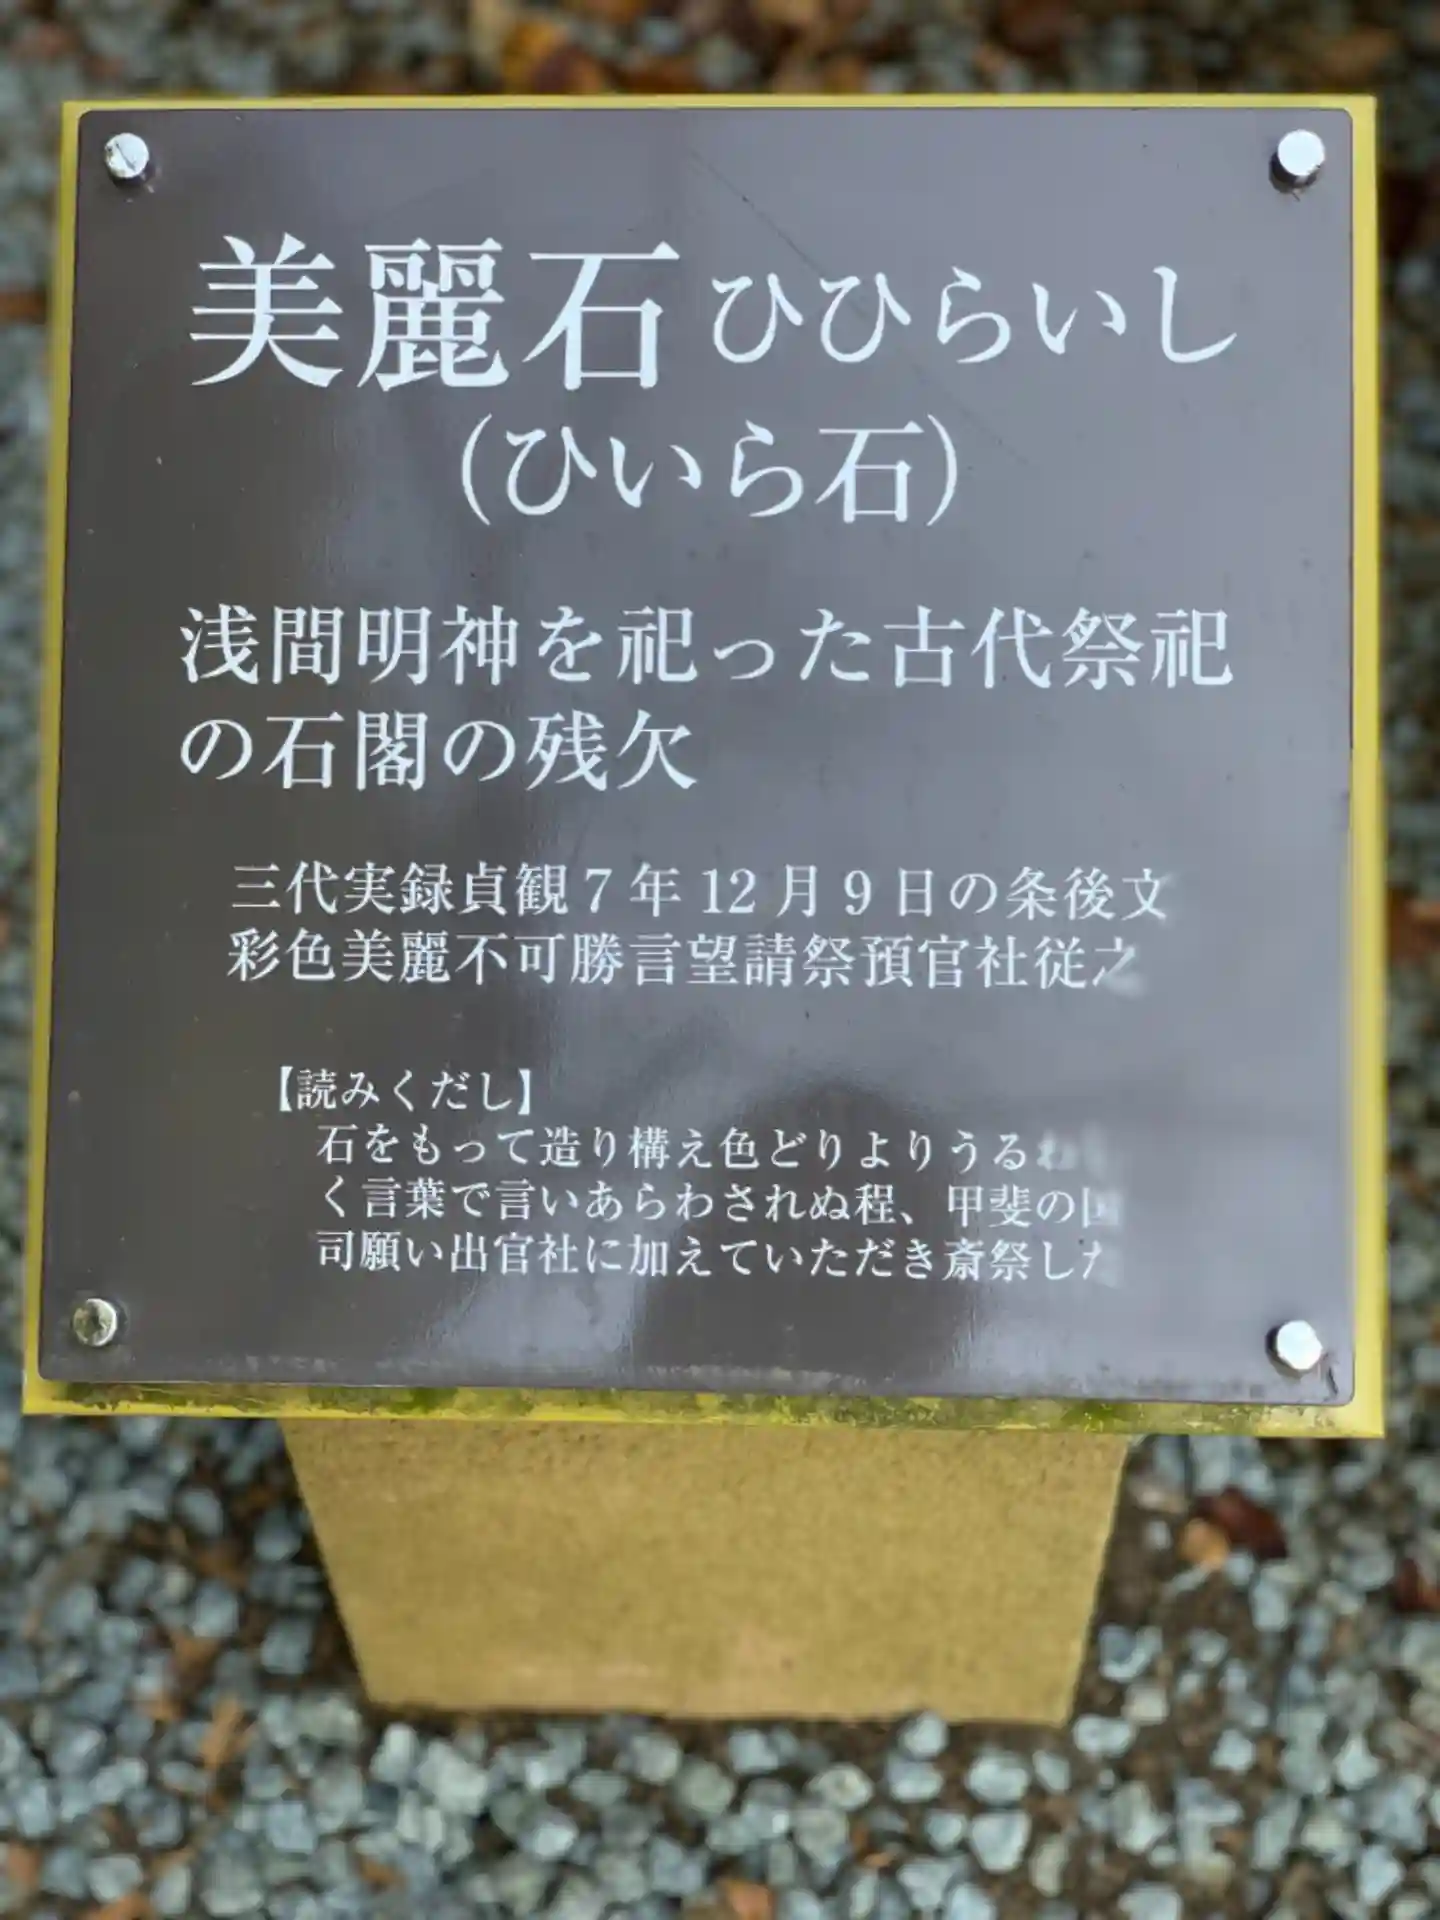 美麗石 ひひらいし
(ひいら石)
浅間明神を祀った古代祭祀
の石閣の残欠
三代実録貞観7年12月9日の条後文
彩色美麗不可勝言望請祭預官社従之
【読みくだし】
石をもって造り構え色どりよりうるわ
く言葉で言いあらわされぬ程、甲斐の国
司願い出官社に加えていただき斎祭した